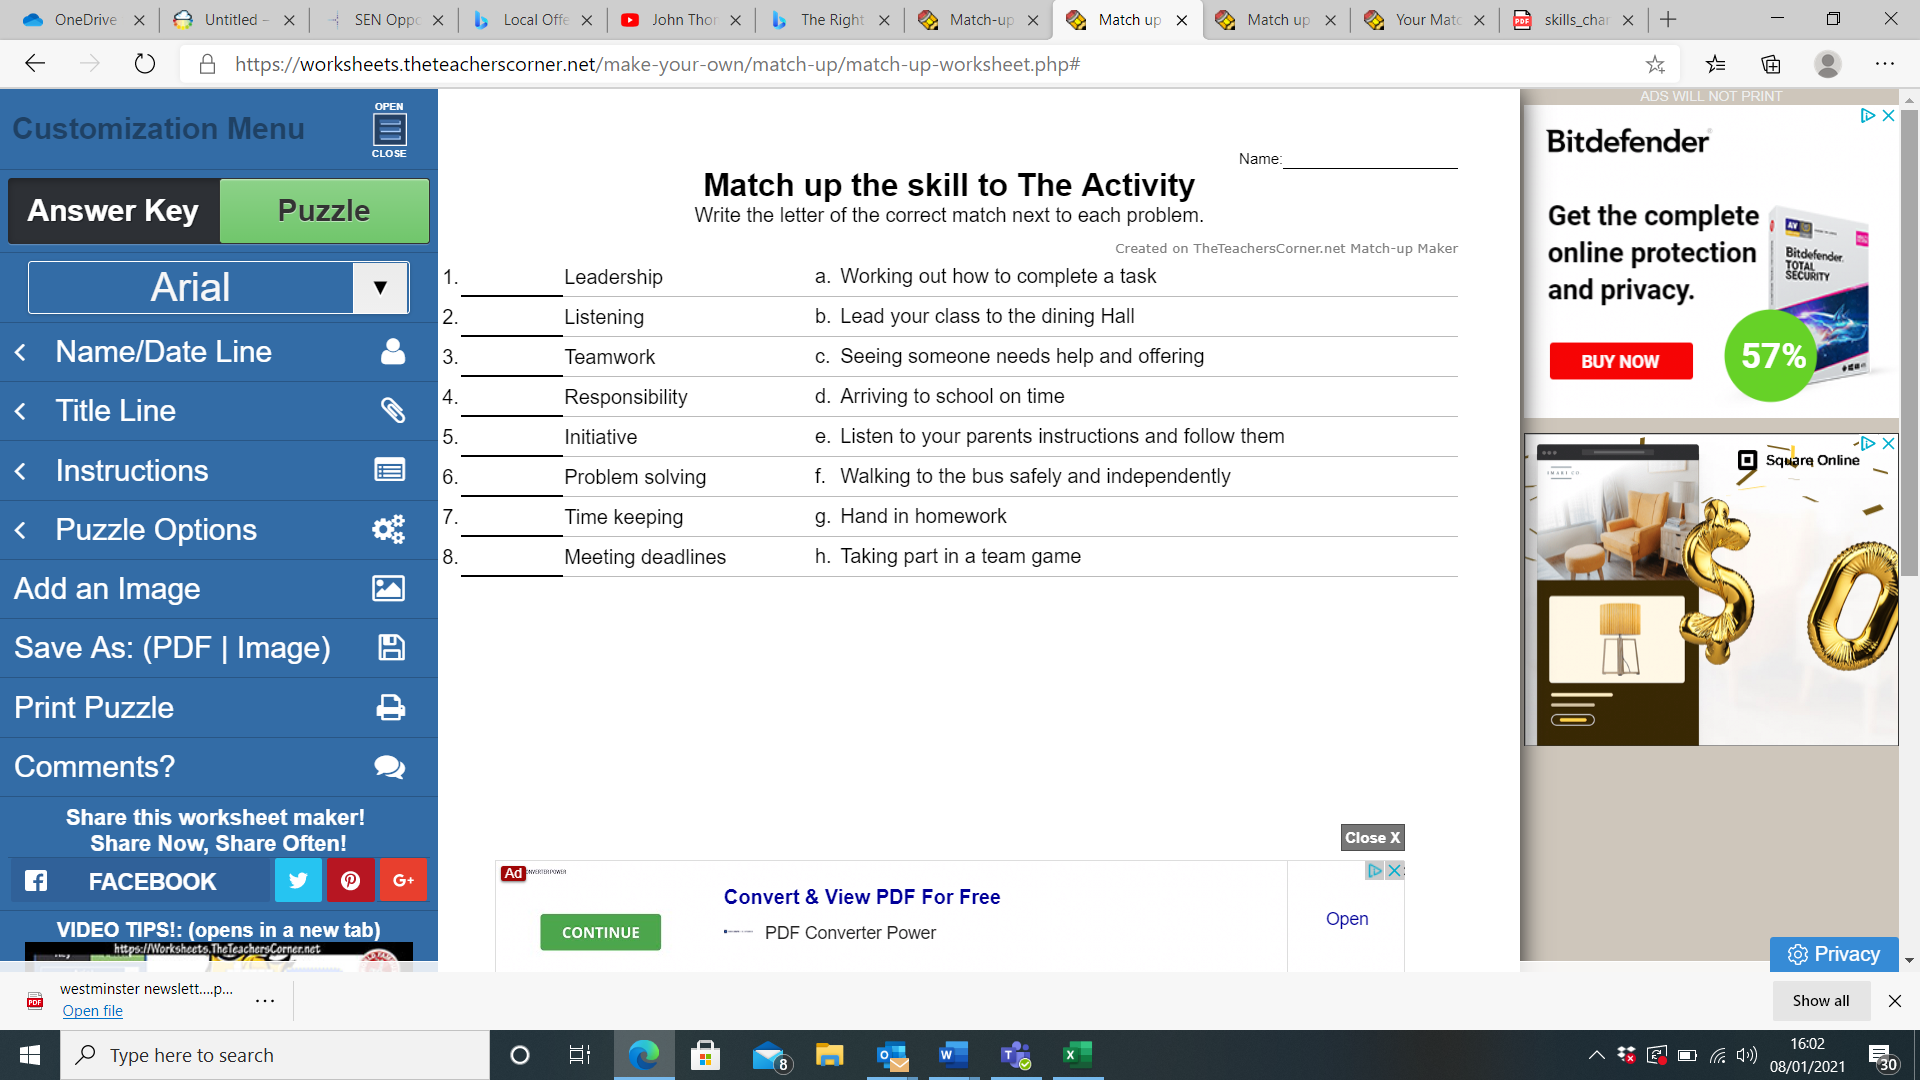 OneDrive
Untitled –
SEN Oppo
Local Offe
John Thor
The Right
Match-up
Match up
Match up
Your Matc
skills_char
https://worksheets.theteacherscorner.net/make-your-own/match-up/match-up-worksheet.php#
Customization Menu
OPEN
CLOSE
Answer Key
Puzzle
Arial
Name/Date Line
Title Line
Instructions
Puzzle Options
Add an Image
Save As: (PDF | Image)
Print Puzzle
Comments?
Share this worksheet maker!
Share Now, Share Often!
FACEBOOK
G+
VIDEO TIPS!: (opens in a new tab)
https://Worksheets.TheTeachersCorner.net
Name:
Match up the skill to The Activity
Write the letter of the correct match next to each problem.
Created on TheTeachersCorner.net Match-up Maker
1. Leadership a. Working out how to complete a task
2. Listening b. Lead your class to the dining Hall
3. Teamwork c. Seeing someone needs help and offering
4. Responsibility d. Arriving to school on time
5. Initiative e. Listen to your parents instructions and follow them
6. Problem solving f. Walking to the bus safely and independently
7. Time keeping g. Hand in homework
8. Meeting deadlines h. Taking part in a team game
Close X
Ad
Convert & View PDF For Free
CONTINUE
PDF Converter Power
Open
ADS WILL NOT PRINT
Bitdefender
Get the complete
online protection
and privacy.
BUY NOW
57%
Bitdefender
TOTAL
SECURITY
Square Online
$0
Privacy
westminster newslett....p...
Open file
Show all
Type here to search
8
16:02
08/01/2021
30